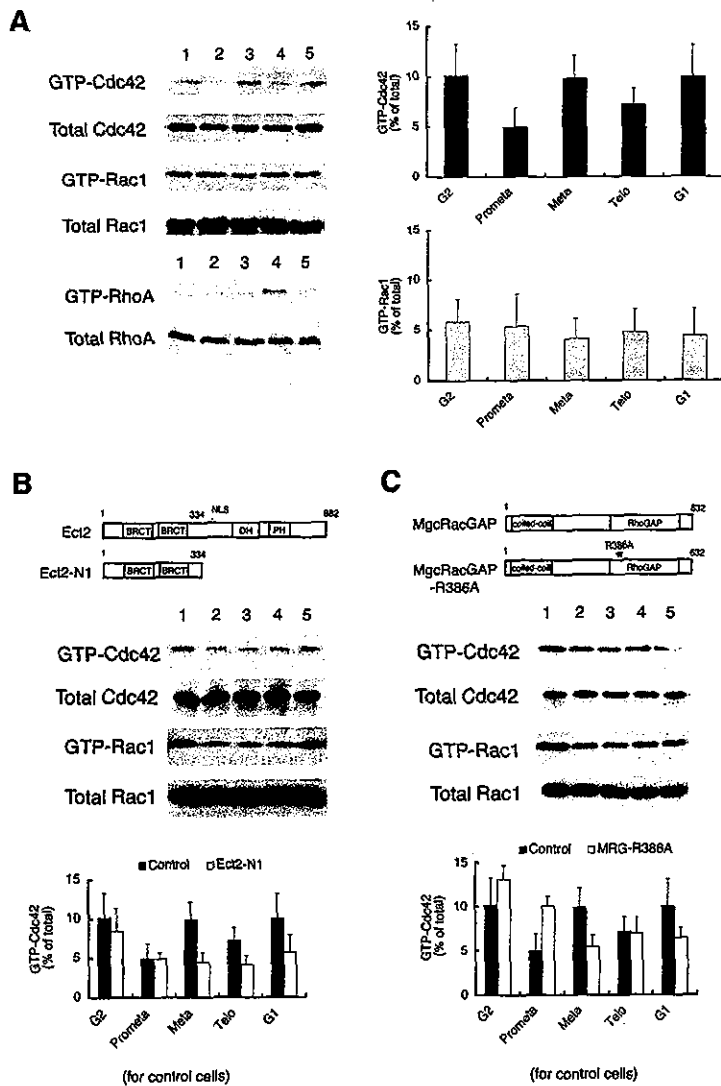 A
1 2 3 4 5
GTP-Cdc42
Total Cdc42
GTP-Rac1
Total Rac1
1 2 3 4 5
GTP-RhoA
Total RhoA
GTP-Cdc42
(% of total)
15
10
5
0
G2 Prometa Meta Telo G1
GTP-Rac1
(% of total)
15
10
5
0
G2 Prometa Meta Telo G1
B
1 334 NLS 882
Ect2 BRCT BRCT DH PH
1 334
Ect2-N1 BRCT BRCT
1 2 3 4 5
GTP-Cdc42
Total Cdc42
GTP-Rac1
Total Rac1
Control Ect2-N1
GTP-Cdc42
(% of total)
15
10
5
0
G2 Prometa Meta Telo G1
(for control cells)
C
1 632
MgcRacGAP coiled-coil RhoGAP
R386A
1 632
MgcRacGAP
-R386A
coiled-coil RhoGAP
1 2 3 4 5
GTP-Cdc42
Total Cdc42
GTP-Rac1
Total Rac1
Control MRG-R386A
GTP-Cdc42
(% of total)
15
10
5
0
G2 Prometa Meta Telo G1
(for control cells)